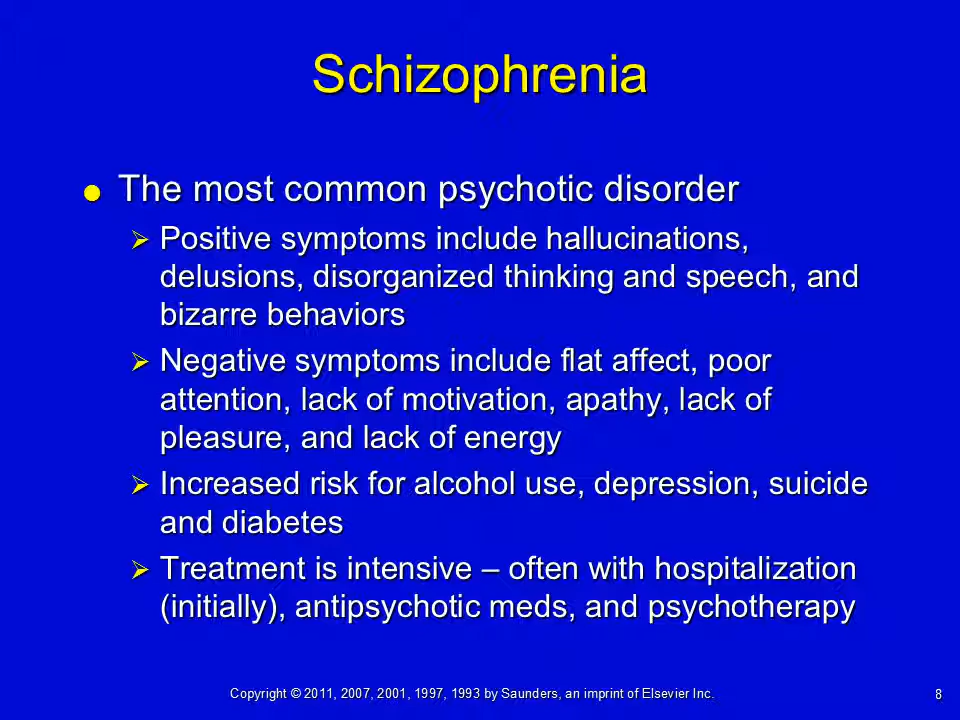 Schizophrenia
● The most common psychotic disorder
➢ Positive symptoms include hallucinations,
delusions, disorganized thinking and speech, and
bizarre behaviors
➢ Negative symptoms include flat affect, poor
attention, lack of motivation, apathy, lack of
pleasure, and lack of energy
➢ Increased risk for alcohol use, depression, suicide
and diabetes
➢ Treatment is intensive – often with hospitalization
(initially), antipsychotic meds, and psychotherapy
Copyright © 2011, 2007, 2001, 1997, 1993 by Saunders, an imprint of Elsevier Inc.
8